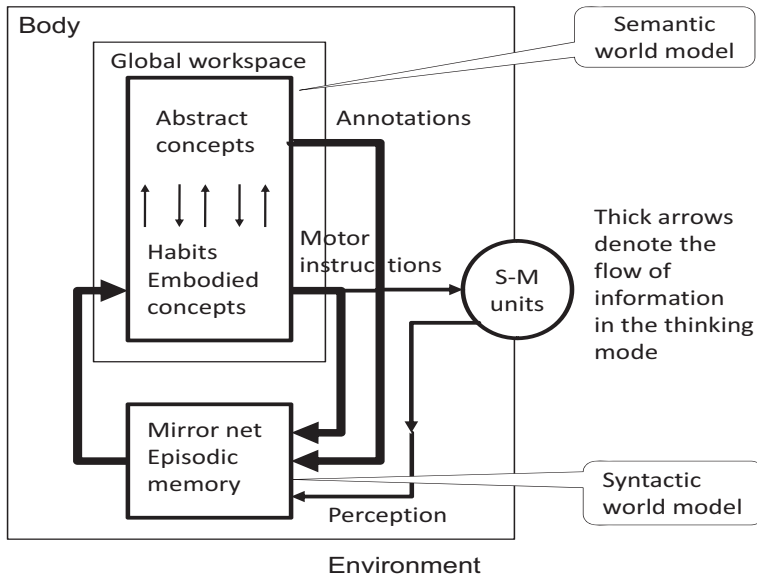 Body
Semantic
world model
Global workspace
Abstract
concepts
Annotations
Habits
Embodied
concepts
Motor
instructions
S-M
units
Thick arrows
denote the
flow of
information
in the thinking
mode
Mirror net
Episodic
memory
Perception
Syntactic
world model
Environment